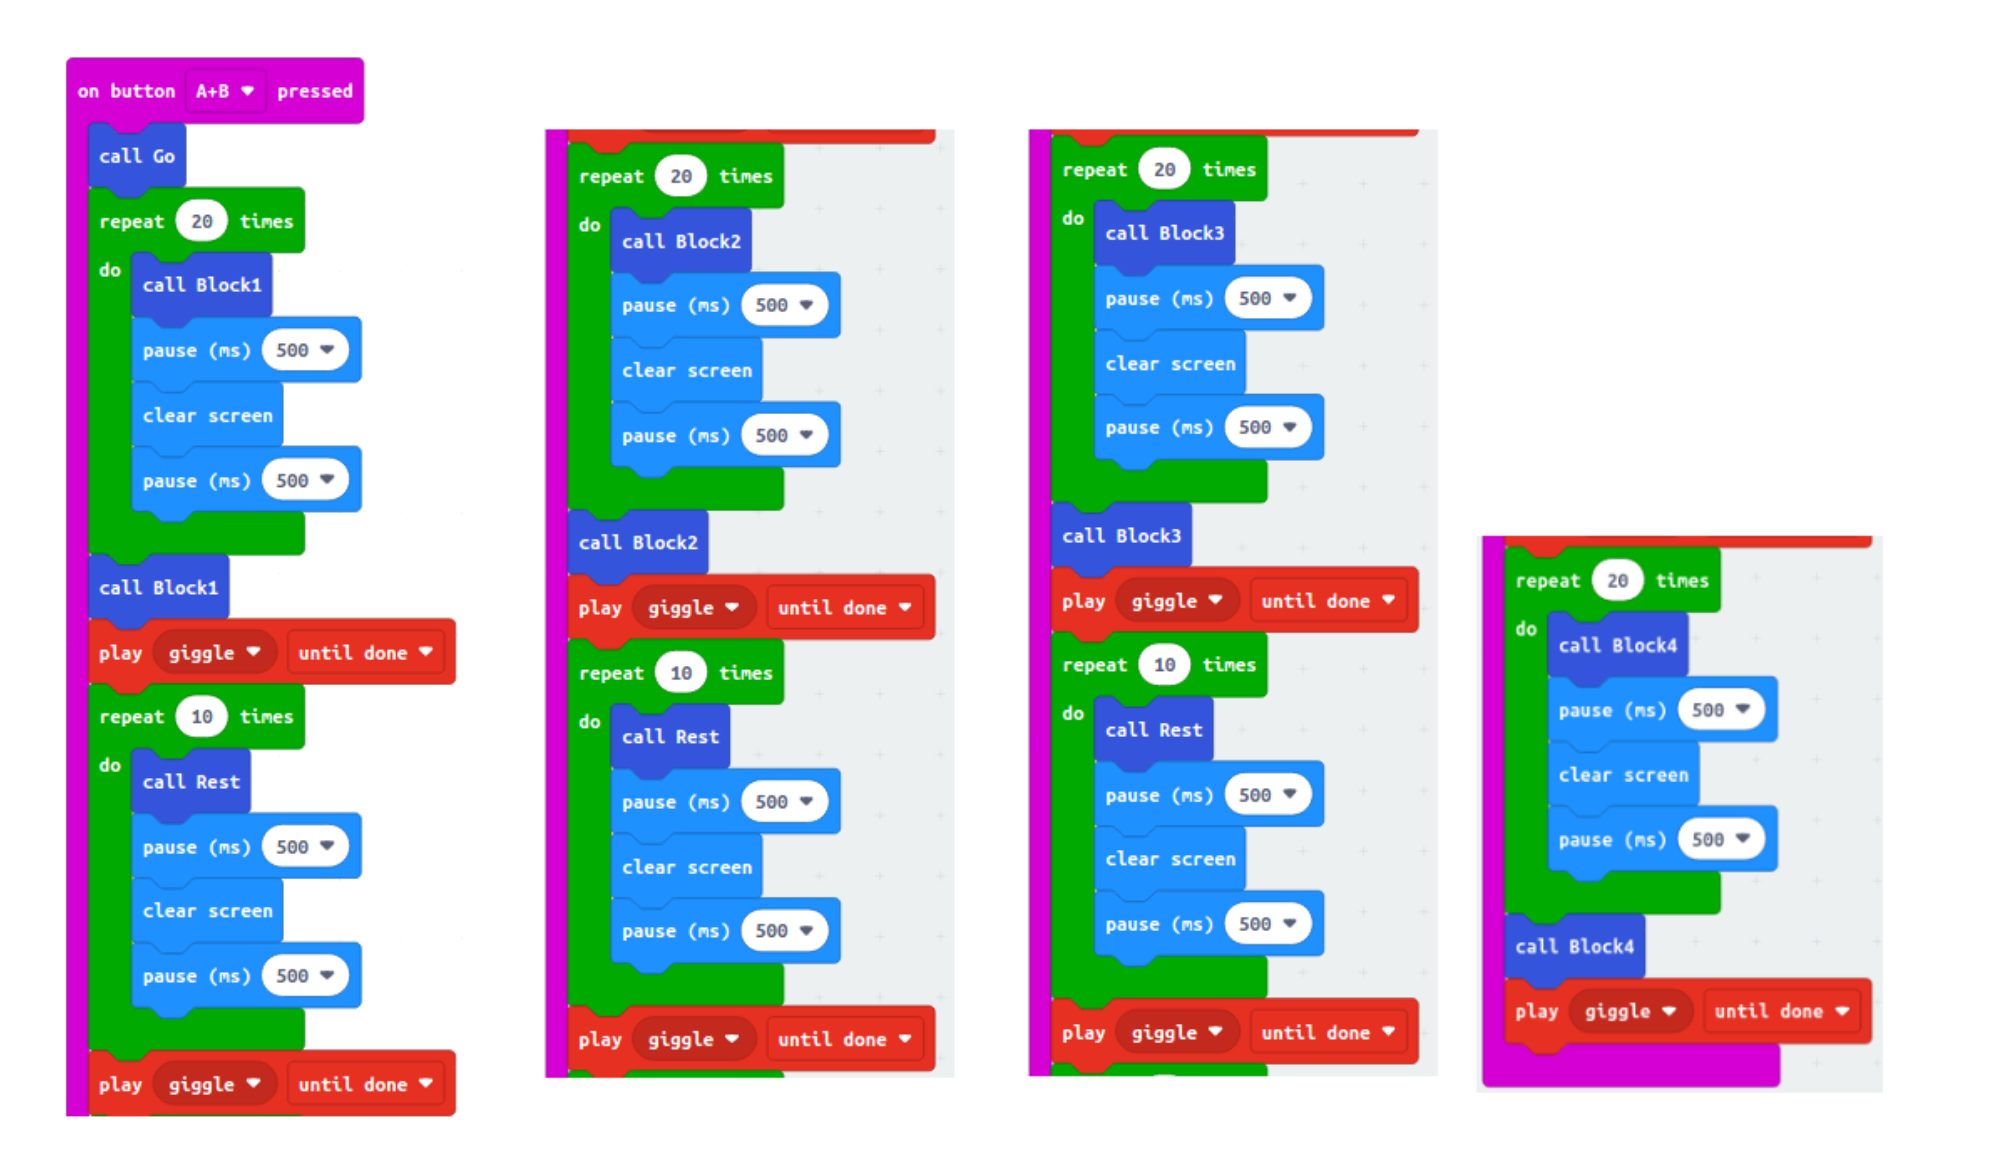 on button A+B pressed
call Go
repeat 20 times
do
call Block1
pause (ms) 500
clear screen
pause (ms) 500
call Block1
play giggle until done
repeat 10 times
do
call Rest
pause (ms) 500
clear screen
pause (ms) 500
play giggle until done
repeat 20 times
do
call Block2
pause (ms) 500
clear screen
pause (ms) 500
call Block2
play giggle until done
repeat 10 times
do
call Rest
pause (ms) 500
clear screen
pause (ms) 500
play giggle until done
repeat 20 times
do
call Block3
pause (ms) 500
clear screen
pause (ms) 500
call Block3
play giggle until done
repeat 10 times
do
call Rest
pause (ms) 500
clear screen
pause (ms) 500
play giggle until done
repeat 20 times
do
call Block4
pause (ms) 500
clear screen
pause (ms) 500
call Block4
play giggle until done